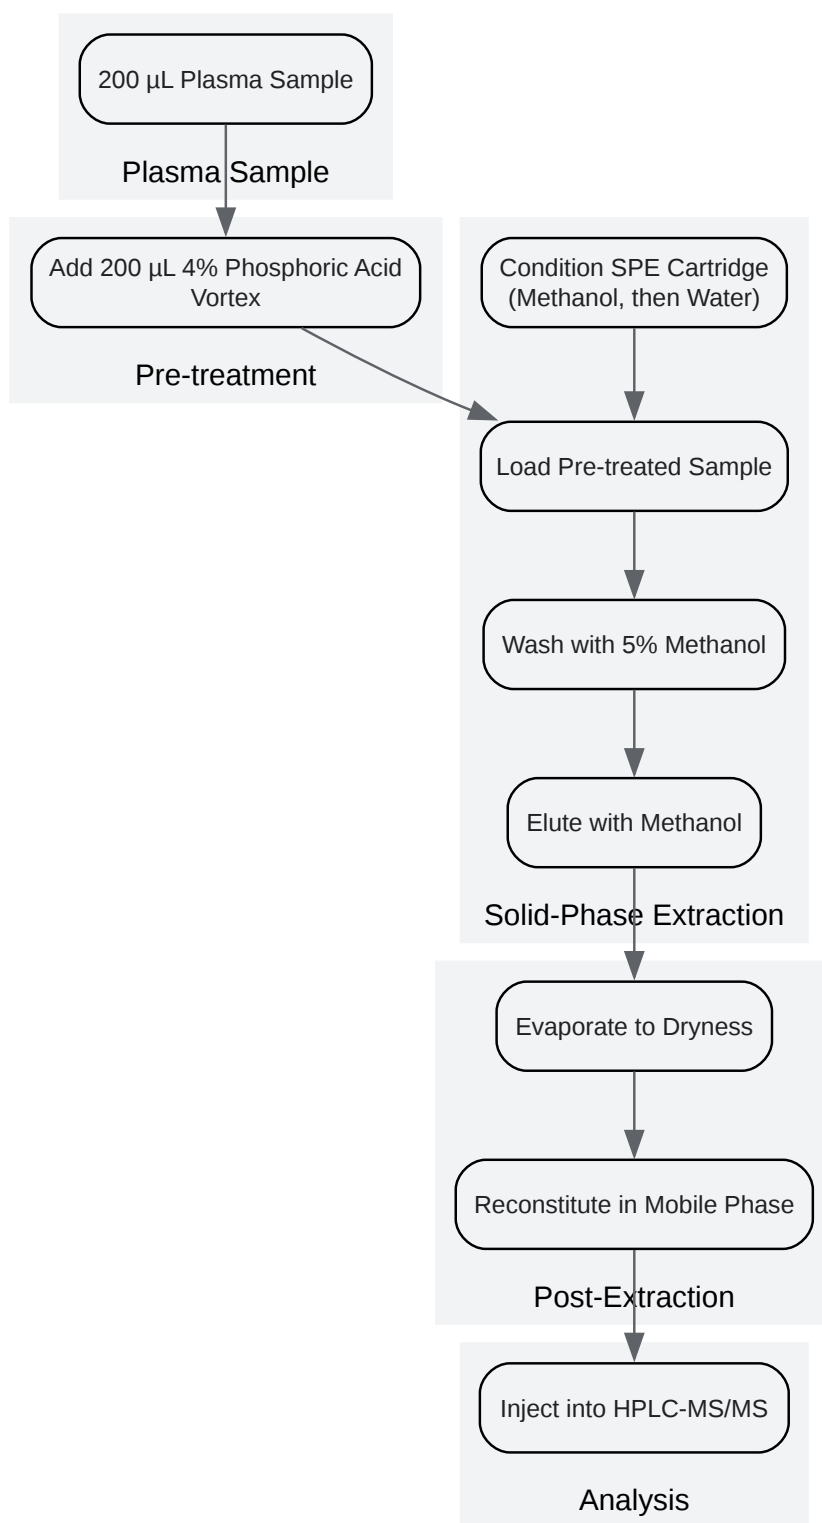 200 µL Plasma Sample
Plasma Sample
Add 200 µL 4% Phosphoric Acid
Vortex
Pre-treatment
Condition SPE Cartridge
(Methanol, then Water)
Load Pre-treated Sample
Wash with 5% Methanol
Elute with Methanol
Solid-Phase Extraction
Evaporate to Dryness
Reconstitute in Mobile Phase
Post-Extraction
Inject into HPLC-MS/MS
Analysis